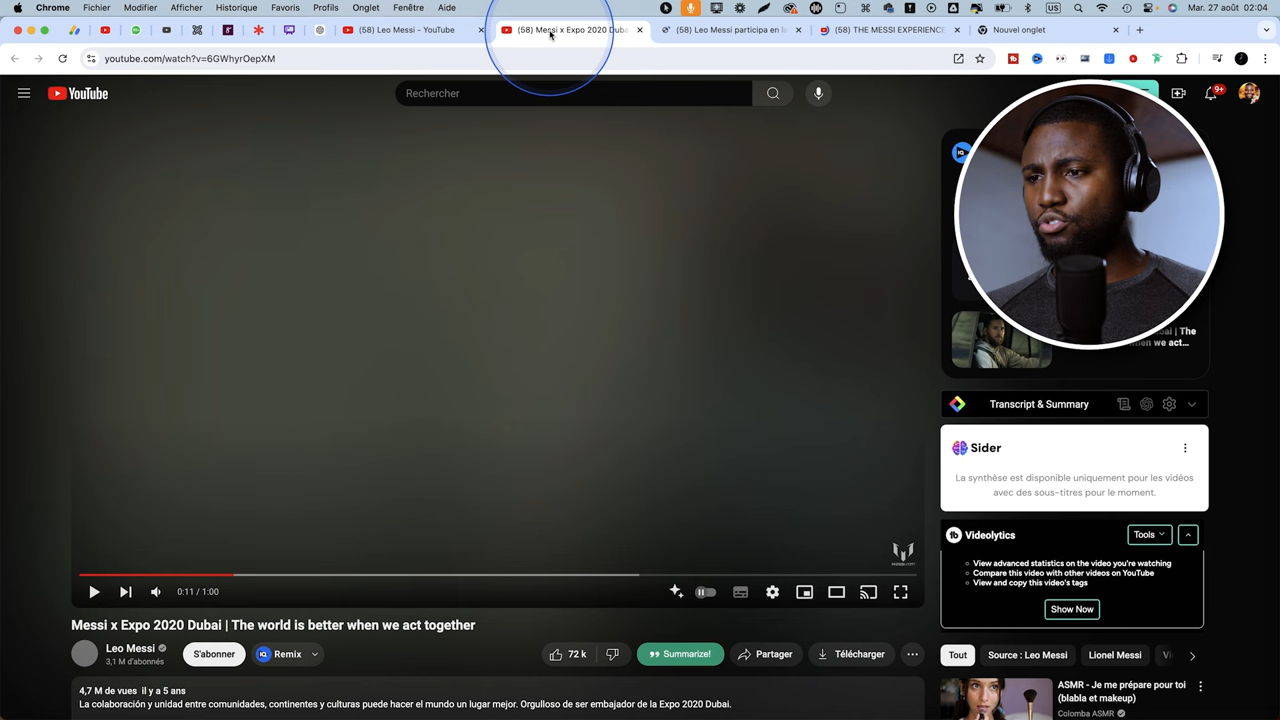 Chrome Fichier Modifier Afficher Historique Favoris Profils Onglet Fenêtre Aide Mar. 27 août 02:04
(58) Leo Messi - YouTube
(58) Messi x Expo 2020 Duba
(58) Leo Messi participa en la
(58) THE MESSI EXPERIENCE
Nouvel onglet
youtube.com/watch?v=6GWhyrOepXM
YouTube
Rechercher
9+
The
when we act...
Transcript & Summary
Sider
La synthèse est disponible uniquement pour les vidéos
avec des sous-titres pour le moment.
Videolytics
Tools
View advanced statistics on the video you're watching
Compare this video with other videos on YouTube
View and copy this video's tags
Show Now
MESSI.COM
0:11 / 1:00
Messi x Expo 2020 Dubai | The world is better when we act together
Leo Messi
3,1 M d'abonnés
S'abonner
Remix
72 k
Summarize!
Partager
Télécharger
Tout
Source : Leo Messi
Lionel Messi
4,7 M de vues il y a 5 ans
La colaboración y unidad entre comunidades, continentes y culturas puede hacer el mundo un lugar mejor. Orgulloso de ser embajador de la Expo 2020 Dubai.
ASMR - Je me prépare pour toi
(blabla et makeup)
Colomba ASMR